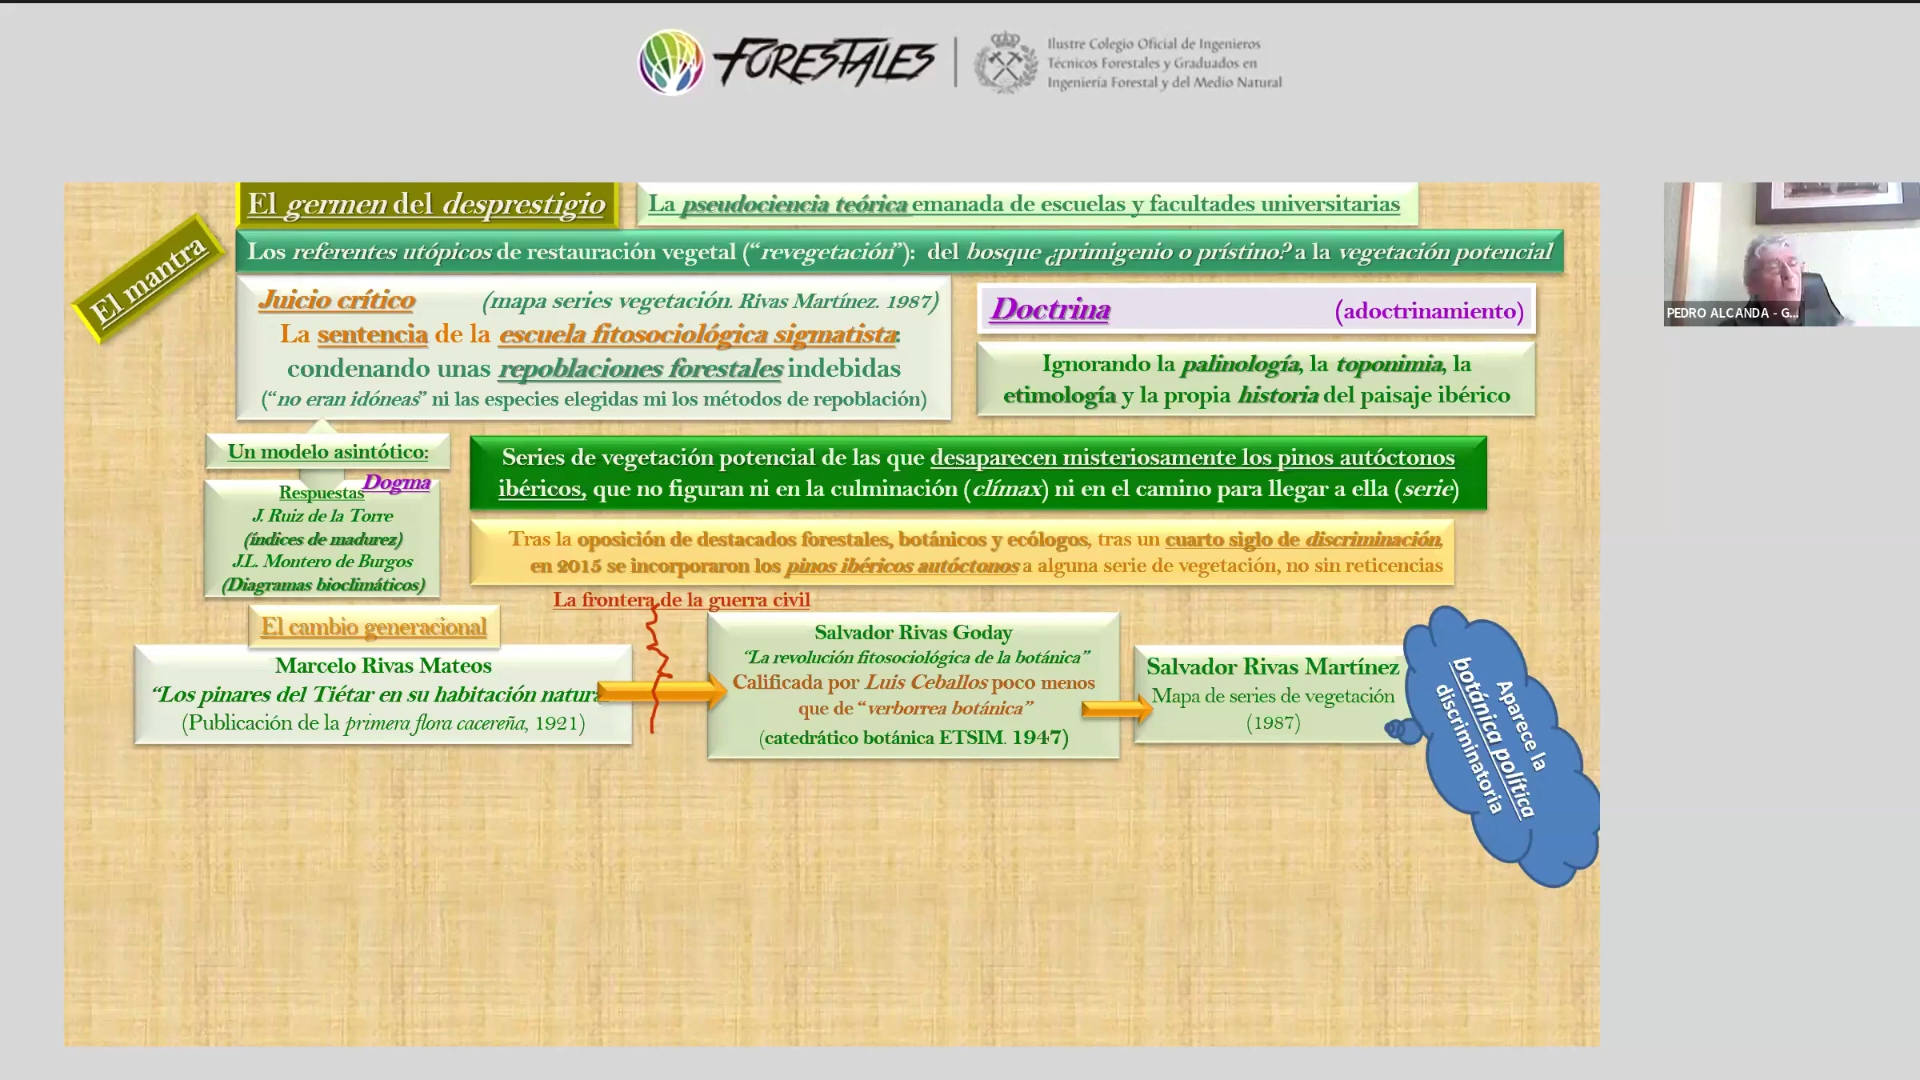 FORESTALES
Ilustre Colegio Oficial de Ingenieros
Técnicos Forestales y Graduados en
Ingeniería Forestal y del Medio Natural
El germen del desprestigio
La pseudociencia teórica emanada de escuelas y facultades universitarias
El mantra
Los referentes utópicos de restauración vegetal (“revegetación”): del bosque ¿primigenio o prístino? a la vegetación potencial
Juicio crítico (mapa series vegetación. Rivas Martínez. 1987)
La sentencia de la escuela fitosociológica sigmatista:
condenando unas repoblaciones forestales indebidas
(“no eran idóneas” ni las especies elegidas mi los métodos de repoblación)
Doctrina (adoctrinamiento)
Ignorando la palinología, la toponimia, la
etimología y la propia historia del paisaje ibérico
PEDRO ALCANDA - G...
Un modelo asintótico:
Dogma
Respuestas
J. Ruiz de la Torre
(índices de madurez)
J.L. Montero de Burgos
(Diagramas bioclimáticos)
Series de vegetación potencial de las que desaparecen misteriosamente los pinos autóctonos
ibéricos, que no figuran ni en la culminación (clímax) ni en el camino para llegar a ella (serie)
Tras la oposición de destacados forestales, botánicos y ecólogos, tras un cuarto siglo de discriminación,
en 2015 se incorporaron los pinos ibéricos autóctonos a alguna serie de vegetación, no sin reticencias
La frontera de la guerra civil
El cambio generacional
Marcelo Rivas Mateos
“Los pinares del Tiétar en su habitación natura
(Publicación de la primera flora cacereña, 1921)
Salvador Rivas Goday
“La revolución fitosociológica de la botánica”
Calificada por Luis Ceballos poco menos
que de “verborrea botánica”
(catedrático botánica ETSIM. 1947)
Salvador Rivas Martínez
Mapa de series de vegetación
(1987)
Aparece la
botánica política
discriminatoria